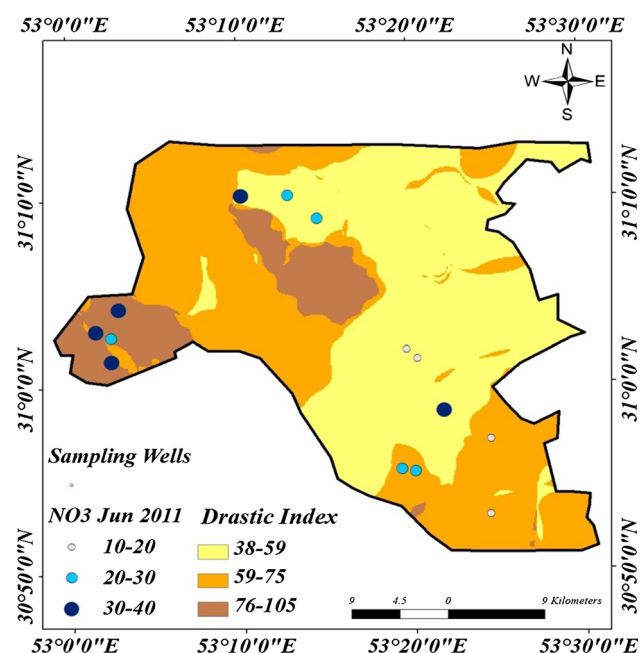 53°0'0"E 53°10'0"E 53°20'0"E 53°30'0"E
N
W E
S
31°10'0"N 31°10'0"N
31°0'0"N 31°0'0"N
30°50'0"N 30°50'0"N
Sampling Wells
NO3 Jun 2011 Drastic Index
10-20 38-59
20-30 59-75
30-40 76-105
9 4.5 0 9 Kilometers
53°0'0"E 53°10'0"E 53°20'0"E 53°30'0"E